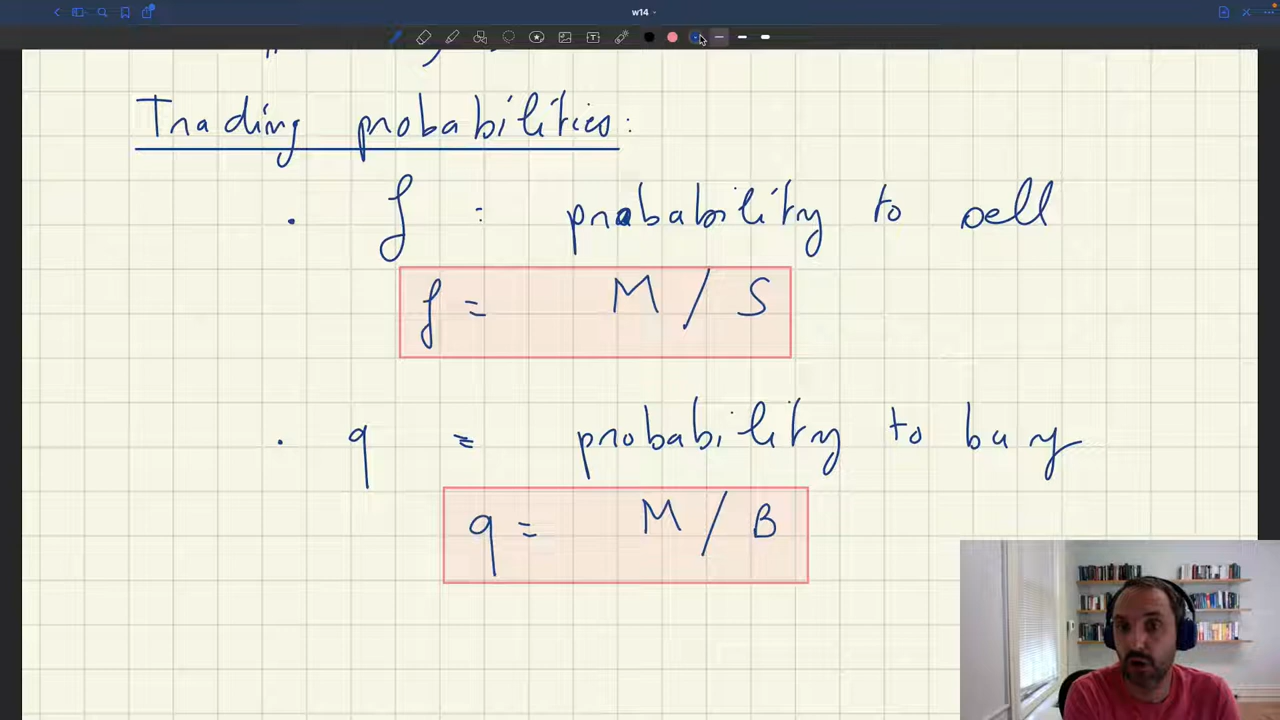 w14
Trading probabilities:
· f : probability to sell
f = M / S
· q = probability to buy
q = M / B